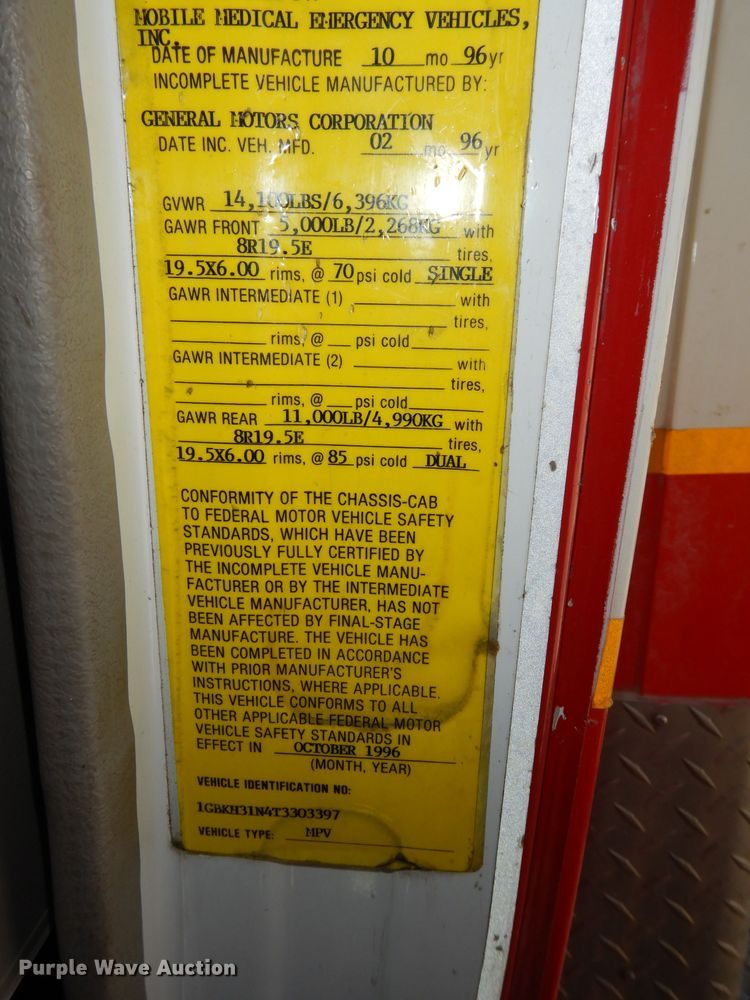 MOBILE MEDICAL EMERGENCY VEHICLES,
INC.
DATE OF MANUFACTURE 10 mo 96 yr
INCOMPLETE VEHICLE MANUFACTURED BY:
GENERAL MOTORS CORPORATION
DATE INC. VEH. MFD. 02 mo 96 yr
GVWR 14,100LBS/6,396KG
GAWR FRONT 5,000LB/2,268KG with
8R19.5E tires,
19.5X6.00 rims, @ 70 psi cold SINGLE
GAWR INTERMEDIATE (1) with
tires,
rims, @ psi cold
GAWR INTERMEDIATE (2) with
tires,
rims, @ psi cold
GAWR REAR 11,000LB/4,990KG with
8R19.5E tires,
19.5X6.00 rims, @ 85 psi cold DUAL
CONFORMITY OF THE CHASSIS-CAB
TO FEDERAL MOTOR VEHICLE SAFETY
STANDARDS, WHICH HAVE BEEN
PREVIOUSLY FULLY CERTIFIED BY
THE INCOMPLETE VEHICLE MANU-
FACTURER OR BY THE INTERMEDIATE
VEHICLE MANUFACTURER, HAS NOT
BEEN AFFECTED BY FINAL-STAGE
MANUFACTURE. THE VEHICLE HAS
BEEN COMPLETED IN ACCORDANCE
WITH PRIOR MANUFACTURER'S
INSTRUCTIONS, WHERE APPLICABLE.
THIS VEHICLE CONFORMS TO ALL
OTHER APPLICABLE FEDERAL MOTOR
VEHICLE SAFETY STANDARDS IN
EFFECT IN OCTOBER 1996
(MONTH, YEAR)
VEHICLE IDENTIFICATION NO:
1GBKH31N4T3303397
VEHICLE TYPE: MPV
Purple Wave Auction